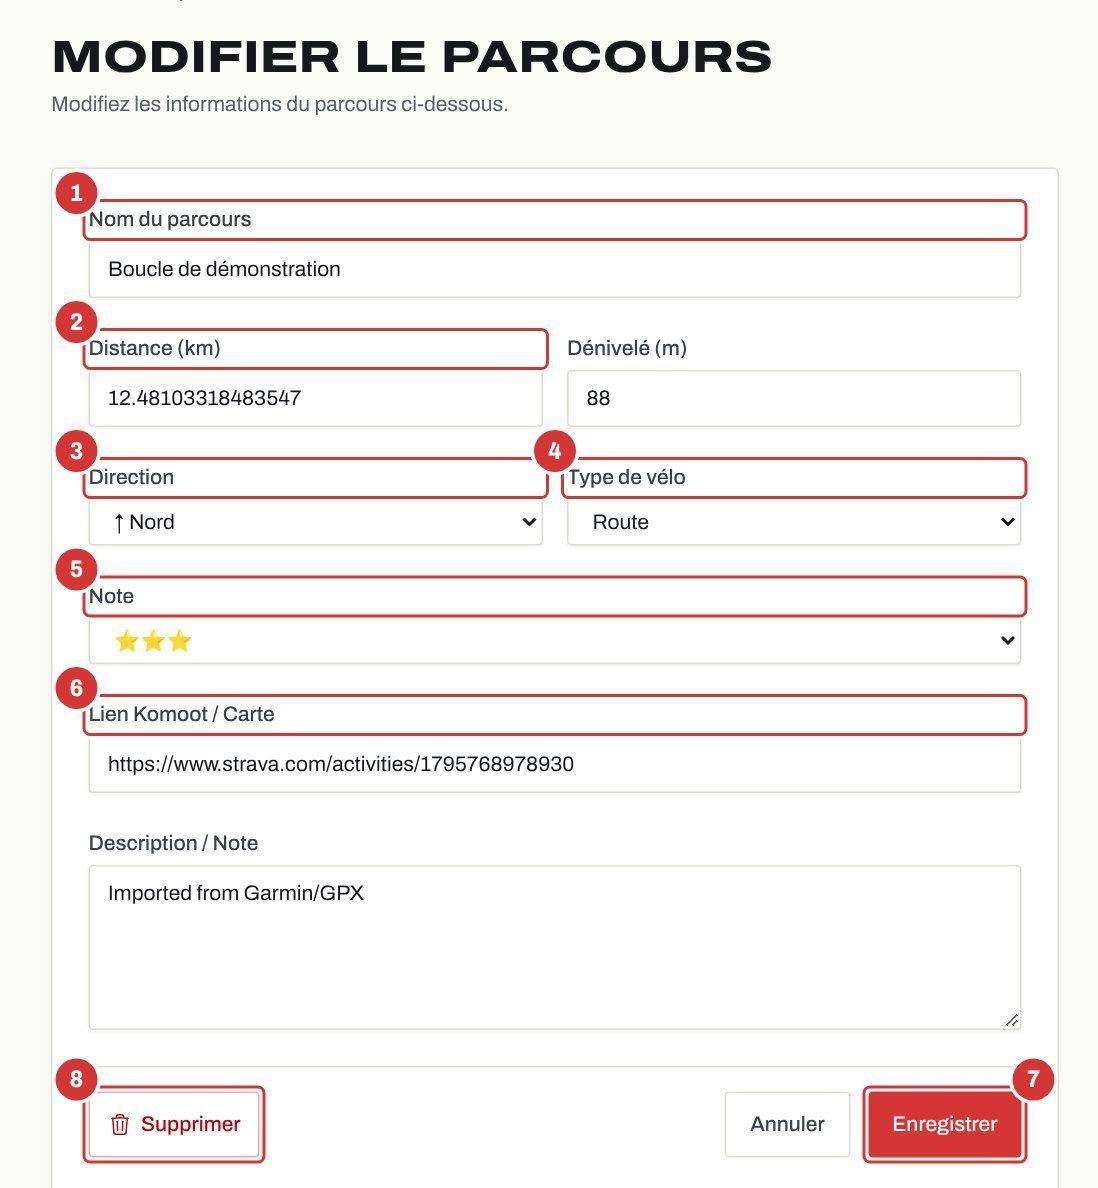 MODIFIER LE PARCOURS
Modifiez les informations du parcours ci-dessous.
1
Nom du parcours
Boucle de démonstration
2
Distance (km)
Dénivelé (m)
12.48103318483547
88
3
4
Direction
Type de vélo
↑ Nord
Route
5
Note
⭐⭐⭐
6
Lien Komoot / Carte
https://www.strava.com/activities/1795768978930
Description / Note
Imported from Garmin/GPX
8
7
Supprimer
Annuler
Enregistrer